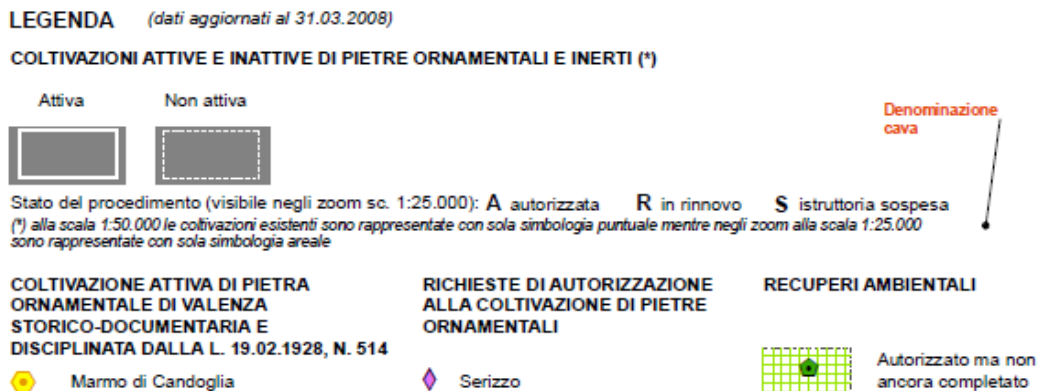 LEGENDA (dati aggiornati al 31.03.2008)
COLTIVAZIONI ATTIVE E INATTIVE DI PIETRE ORNAMENTALI E INERTI (*)
Attiva Non attiva
Denominazione
cava
Stato del procedimento (visibile negli zoom sc. 1:25.000): A autorizzata R in rinnovo S istruttoria sospesa
(*) alla scala 1:50.000 le coltivazioni esistenti sono rappresentate con sola simbologia puntuale mentre negli zoom alla scala 1:25.000
sono rappresentate con sola simbologia areale
COLTIVAZIONE ATTIVA DI PIETRA
ORNAMENTALE DI VALENZA
STORICO-DOCUMENTARIA E
DISCIPLINATA DALLA L. 19.02.1928, N. 514
Marmo di Candoglia
RICHIESTE DI AUTORIZZAZIONE
ALLA COLTIVAZIONE DI PIETRE
ORNAMENTALI
Serizzo
RECUPERI AMBIENTALI
Autorizzato ma non
ancora completato